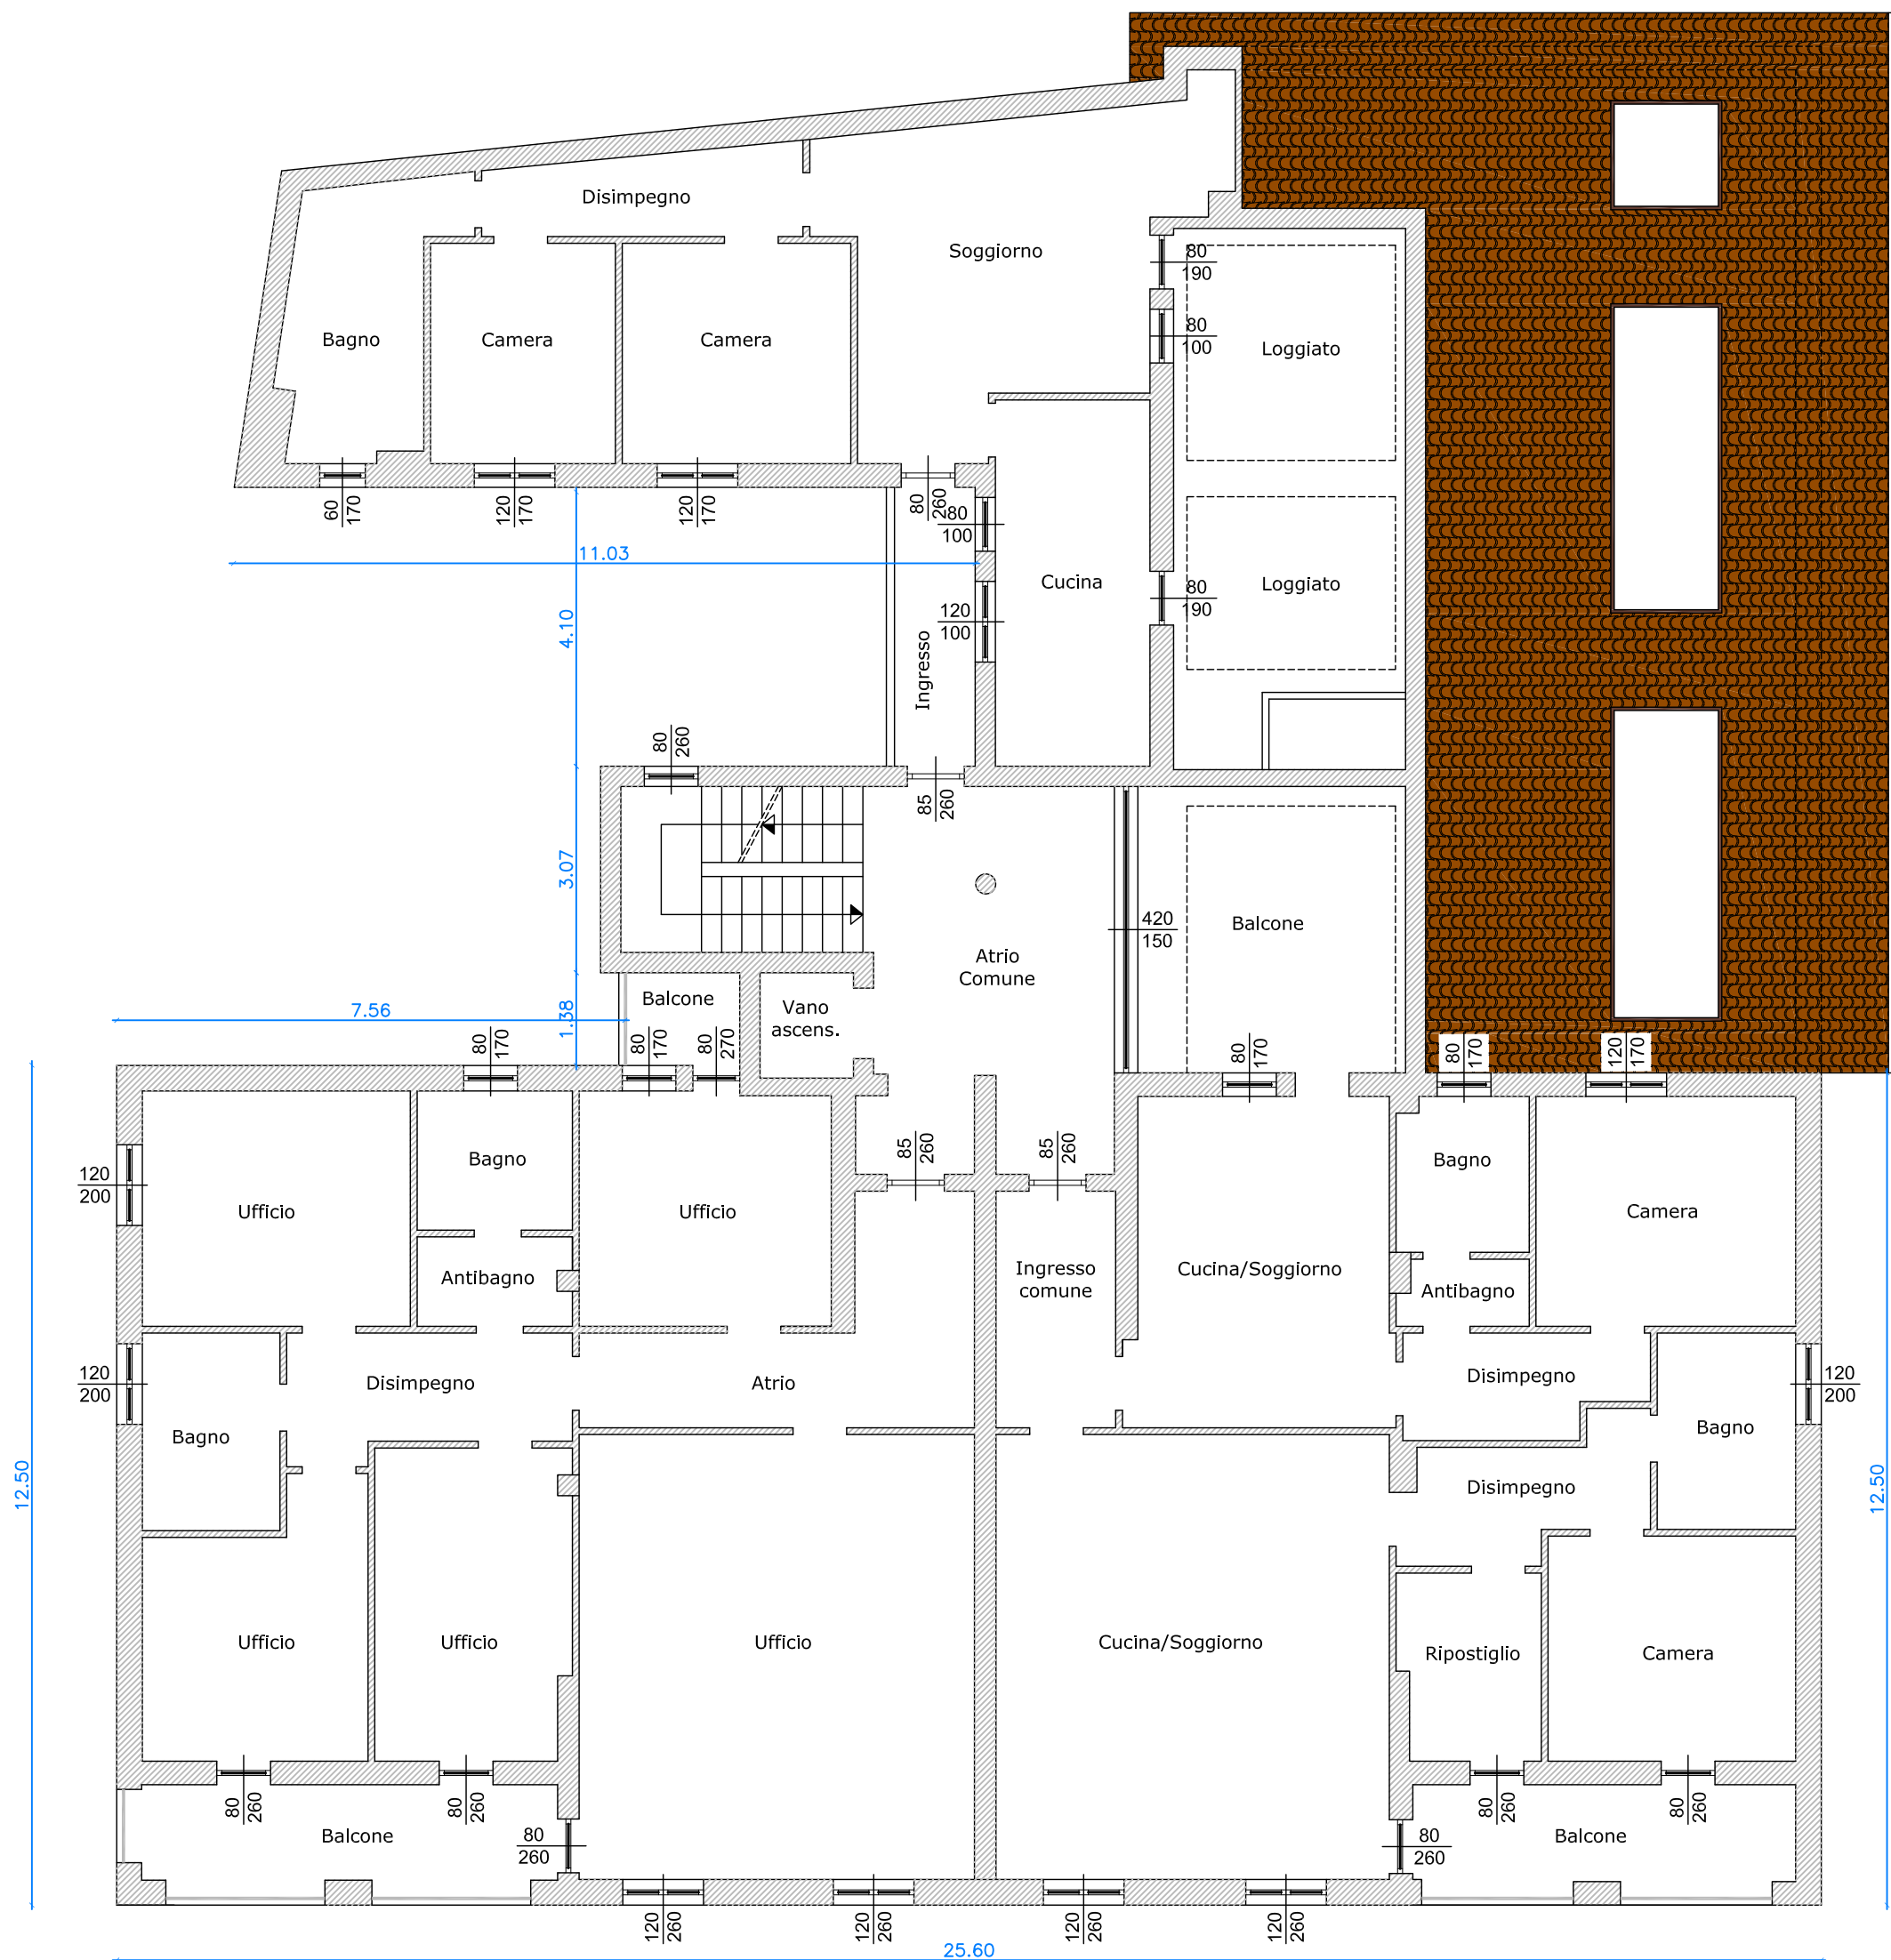 Disimpegno
Soggiorno
80
190
Bagno
Camera
Camera
80
100
Loggiato
60
170
120
170
120
170
80
260
80
100
11.03
Cucina
80
190
Loggiato
4.10
120
100
Ingresso
80
260
85
260
3.07
420
150
Balcone
Atrio
Comune
Balcone
Vano
ascens.
7.56
1.38
80
170
80
170
80
270
80
170
80
170
120
170
85
260
85
260
120
200
Ufficio
Bagno
Ufficio
Bagno
Camera
Antibagno
Ingresso
comune
Cucina/Soggiorno
Antibagno
120
200
Disimpegno
Atrio
Disimpegno
120
200
Bagno
Bagno
12.50
Disimpegno
12.50
Ufficio
Ufficio
Ufficio
Cucina/Soggiorno
Ripostiglio
Camera
80
260
80
260
80
260
80
260
Balcone
80
260
80
260
Balcone
120
260
120
260
120
260
120
260
25.60